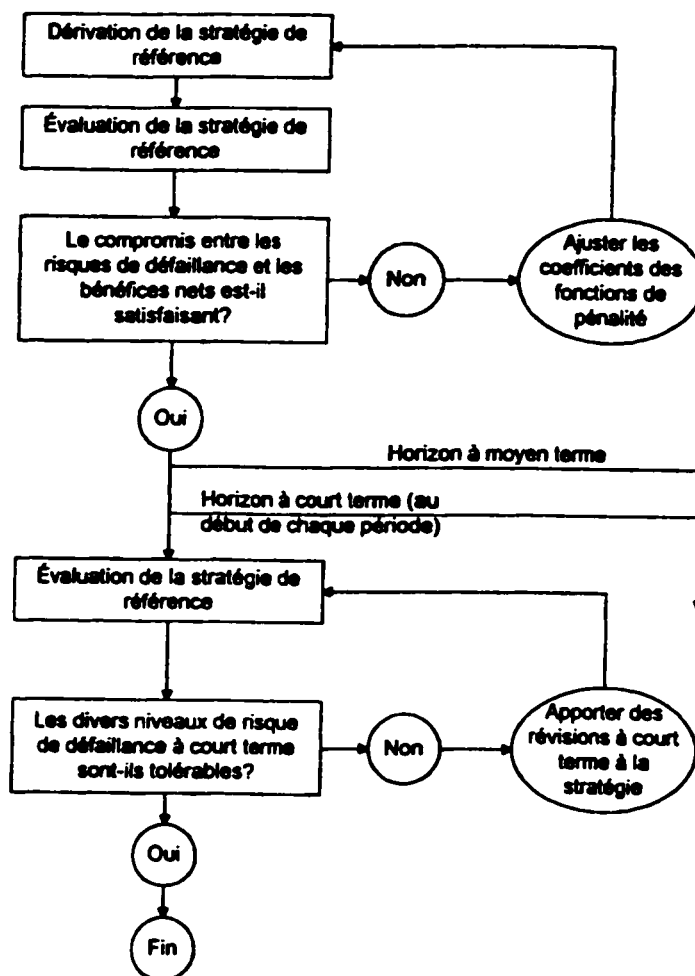 Dérivation de la stratégie de
référence
Évaluation de la stratégie de
référence
Le compromis entre les
risques de défaillance et les
bénéfices nets est-il
satisfaisant?
Non
Ajuster les
coefficients des
fonctions de
pénalité
Oui
Horizon à moyen terme
Horizon à court terme (au
début de chaque période)
Évaluation de la stratégie de
référence
Les divers niveaux de risque
de défaillance à court terme
sont-ils tolérables?
Non
Apporter des
révisions à court
terme à la
stratégie
Oui
Fin